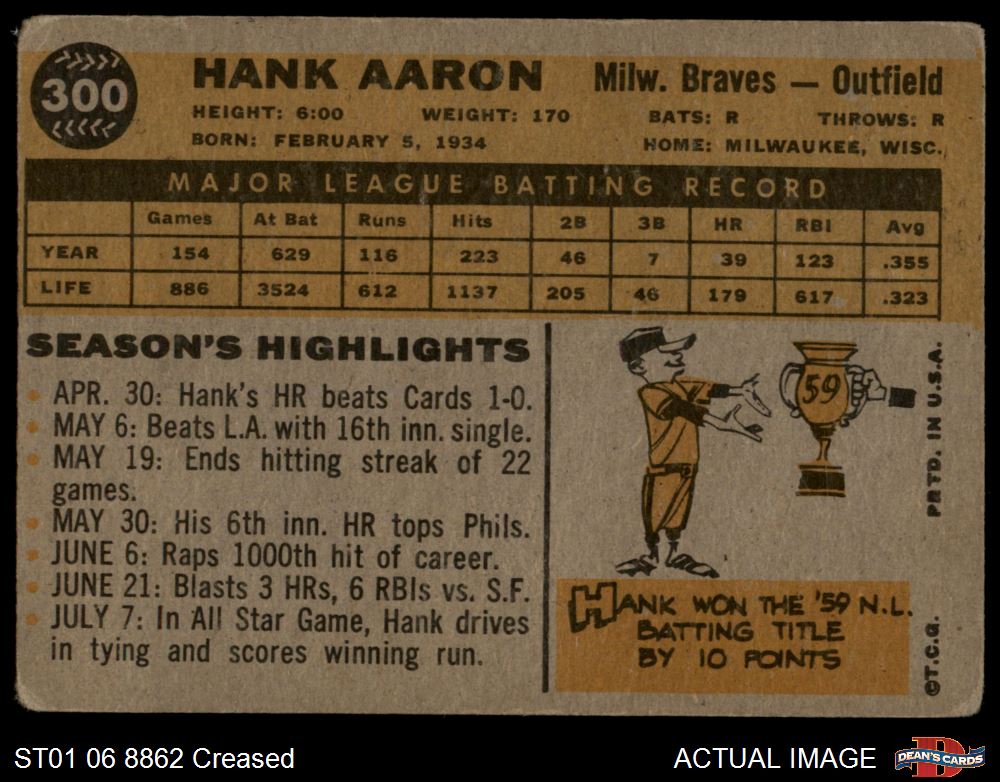 300
HANK AARON Milw. Braves — Outfield
HEIGHT: 6:00 WEIGHT: 170 BATS: R THROWS: R
BORN: FEBRUARY 5, 1934 HOME: MILWAUKEE, WISC.
MAJOR LEAGUE BATTING RECORD
Games At Bat Runs Hits 2B 3B HR RBI Avg
YEAR 154 629 116 223 46 7 39 123 .355
LIFE 886 3524 612 1137 205 46 179 617 .323
SEASON'S HIGHLIGHTS
• APR. 30: Hank's HR beats Cards 1-0.
• MAY 6: Beats L.A. with 16th inn. single.
• MAY 19: Ends hitting streak of 22
games.
• MAY 30: His 6th inn. HR tops Phils.
• JUNE 6: Raps 1000th hit of career.
• JUNE 21: Blasts 3 HRs, 6 RBIs vs. S.F.
• JULY 7: In All Star Game, Hank drives
in tying and scores winning run.
59
HANK WON THE '59 N.L.
BATTING TITLE
BY 10 POINTS
©T.C.G. PRTD. IN U.S.A.
ST01 06 8862 Creased
ACTUAL IMAGE
D
DEAN'S CARDS